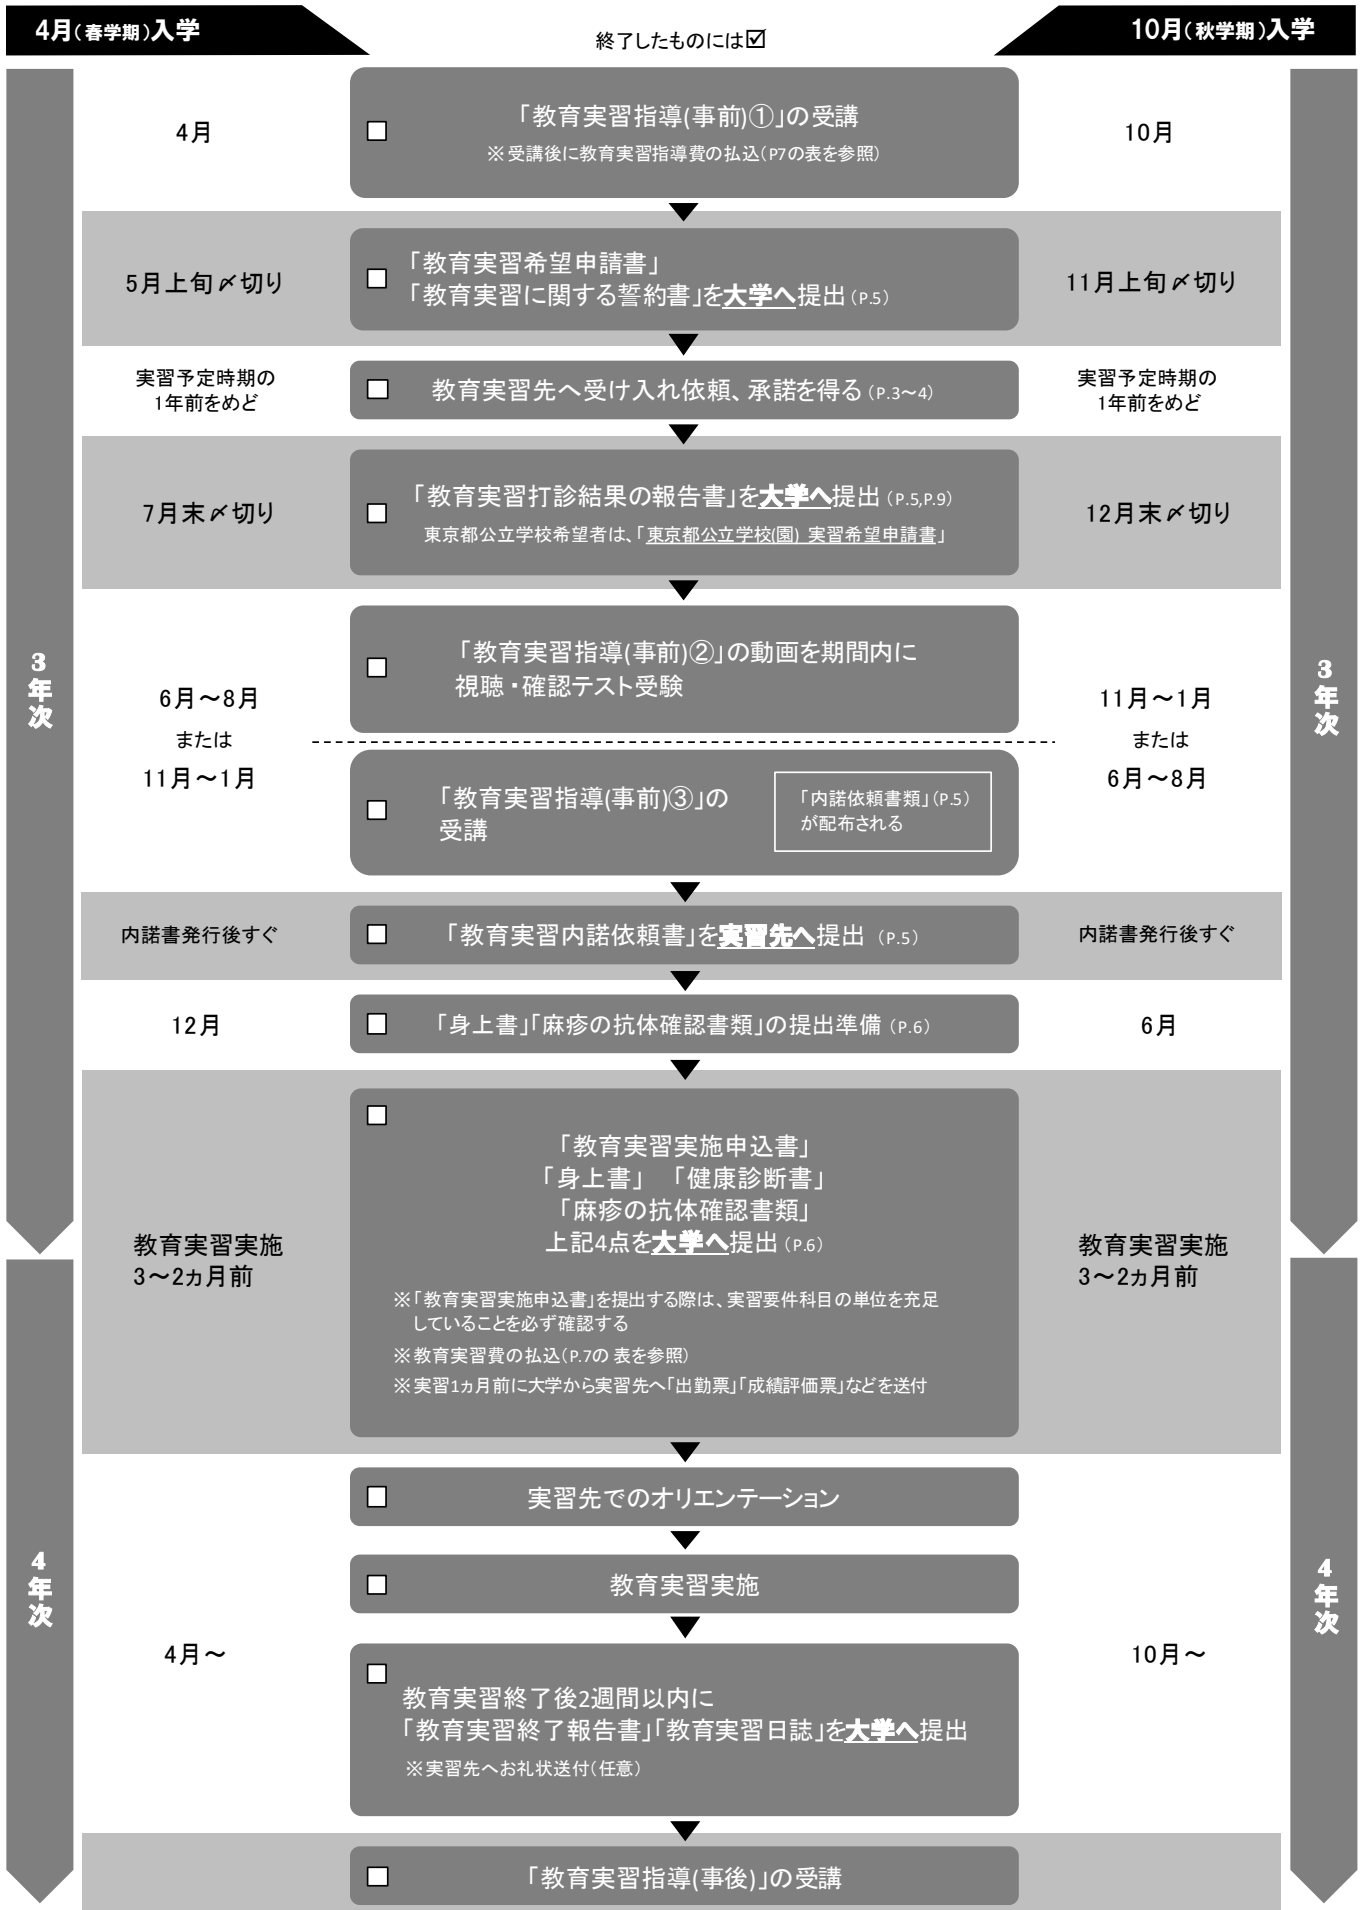 4月(春学期)入学
終了したものには☑
10月(秋学期)入学
4月
「教育実習指導(事前)①」の受講
※受講後に教育実習指導費の払込(P7の表を参照)
10月
5月上旬〆切り
「教育実習希望申請書」
「教育実習に関する誓約書」を大学へ提出(P.5)
11月上旬〆切り
実習予定時期の
1年前をめど
教育実習先へ受け入れ依頼、承諾を得る(P.3~4)
実習予定時期の
1年前をめど
7月末〆切り
「教育実習打診結果の報告書」を大学へ提出(P.5,P.9)
東京都公立学校希望者は、「東京都公立学校(園) 実習希望申請書」
12月末〆切り
3年次
6月~8月
または
11月~1月
「教育実習指導(事前)②」の動画を期間内に
視聴・確認テスト受験
「教育実習指導(事前)③」の
受講
「内諾依頼書類」(P.5)
が配布される
11月~1月
または
6月~8月
3年次
内諾書発行後すぐ
「教育実習内諾依頼書」を実習先へ提出 (P.5)
内諾書発行後すぐ
12月
「身上書」「麻疹の抗体確認書類」の提出準備(P.6)
6月
教育実習実施
3~2ヵ月前
「教育実習実施申込書」
「身上書」 「健康診断書」
「麻疹の抗体確認書類」
上記4点を大学へ提出(P.6)
※「教育実習実施申込書」を提出する際は、実習要件科目の単位を充足
していることを必ず確認する
※教育実習費の払込(P.7の 表を参照)
※実習1ヵ月前に大学から実習先へ「出勤票」「成績評価票」などを送付
教育実習実施
3~2ヵ月前
実習先でのオリエンテーション
教育実習実施
4年次
4月~
教育実習終了後2週間以内に
「教育実習終了報告書」「教育実習日誌」を大学へ提出
※実習先へお礼状送付(任意)
10月~
4年次
「教育実習指導(事後)」の受講